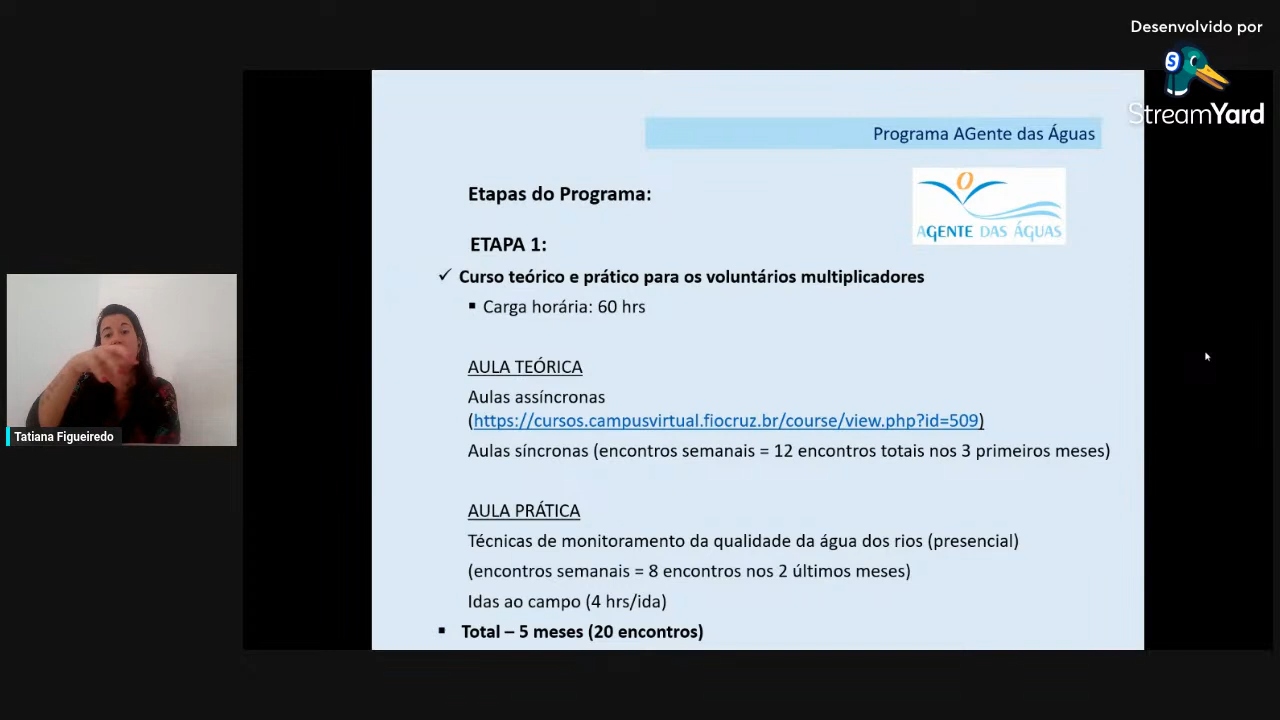 Desenvolvido por
StreamYard
Programa AGente das Águas
AGENTE DAS ÁGUAS
Etapas do Programa:
ETAPA 1:
✓ Curso teórico e prático para os voluntários multiplicadores
▪ Carga horária: 60 hrs
AULA TEÓRICA
Aulas assíncronas
(https://cursos.campusvirtual.fiocruz.br/course/view.php?id=509)
Aulas síncronas (encontros semanais = 12 encontros totais nos 3 primeiros meses)
AULA PRÁTICA
Técnicas de monitoramento da qualidade da água dos rios (presencial)
(encontros semanais = 8 encontros nos 2 últimos meses)
Idas ao campo (4 hrs/ida)
▪ Total – 5 meses (20 encontros)
Tatiana Figueiredo